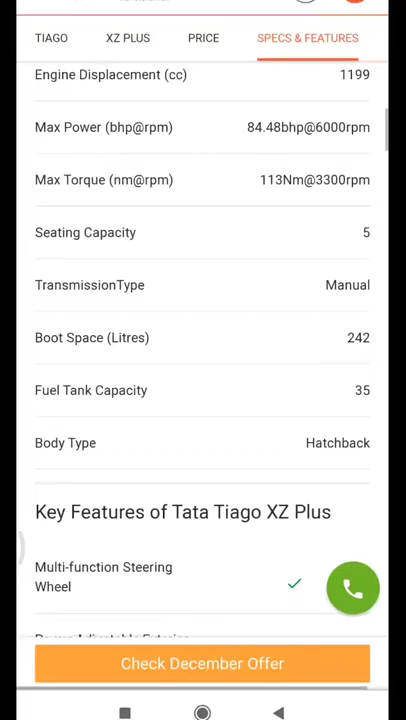 TIAGO XZ PLUS PRICE SPECS & FEATURES
Engine Displacement (cc) 1199
Max Power (bhp@rpm) 84.48bhp@6000rpm
Max Torque (nm@rpm) 113Nm@3300rpm
Seating Capacity 5
TransmissionType Manual
Boot Space (Litres) 242
Fuel Tank Capacity 35
Body Type Hatchback
Key Features of Tata Tiago XZ Plus
Multi-function Steering
Wheel
Check December Offer